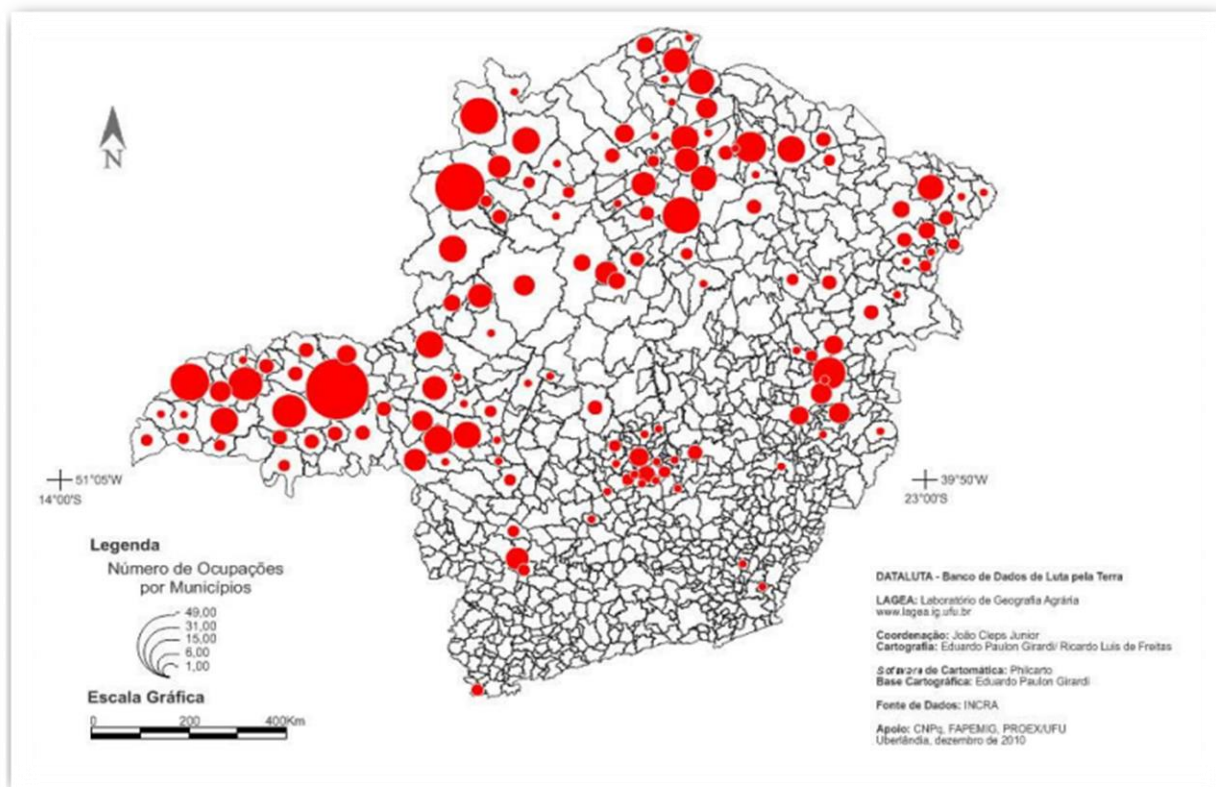 N
51°05'W
14°00'S
39°50'W
23°00'S
Legenda
Número de Ocupações
por Municípios
49,00
31,00
15,00
6,00
1,00
Escala Gráfica
0 200 400Km
DATALUTA - Banco de Dados de Luta pela Terra
LAGEA: Laboratório de Geografia Agrária
www.lagea.ig.ufu.br
Coordenação: João Cleps Junior
Cartografia: Eduardo Paulon Girardi/ Ricardo Luis de Freitas
Software de Cartomática: Philcarto
Base Cartográfica: Eduardo Paulon Girardi
Fonte de Dados: INCRA
Apoio: CNPq, FAPEMIG, PROEX/UFU
Uberlândia, dezembro de 2010